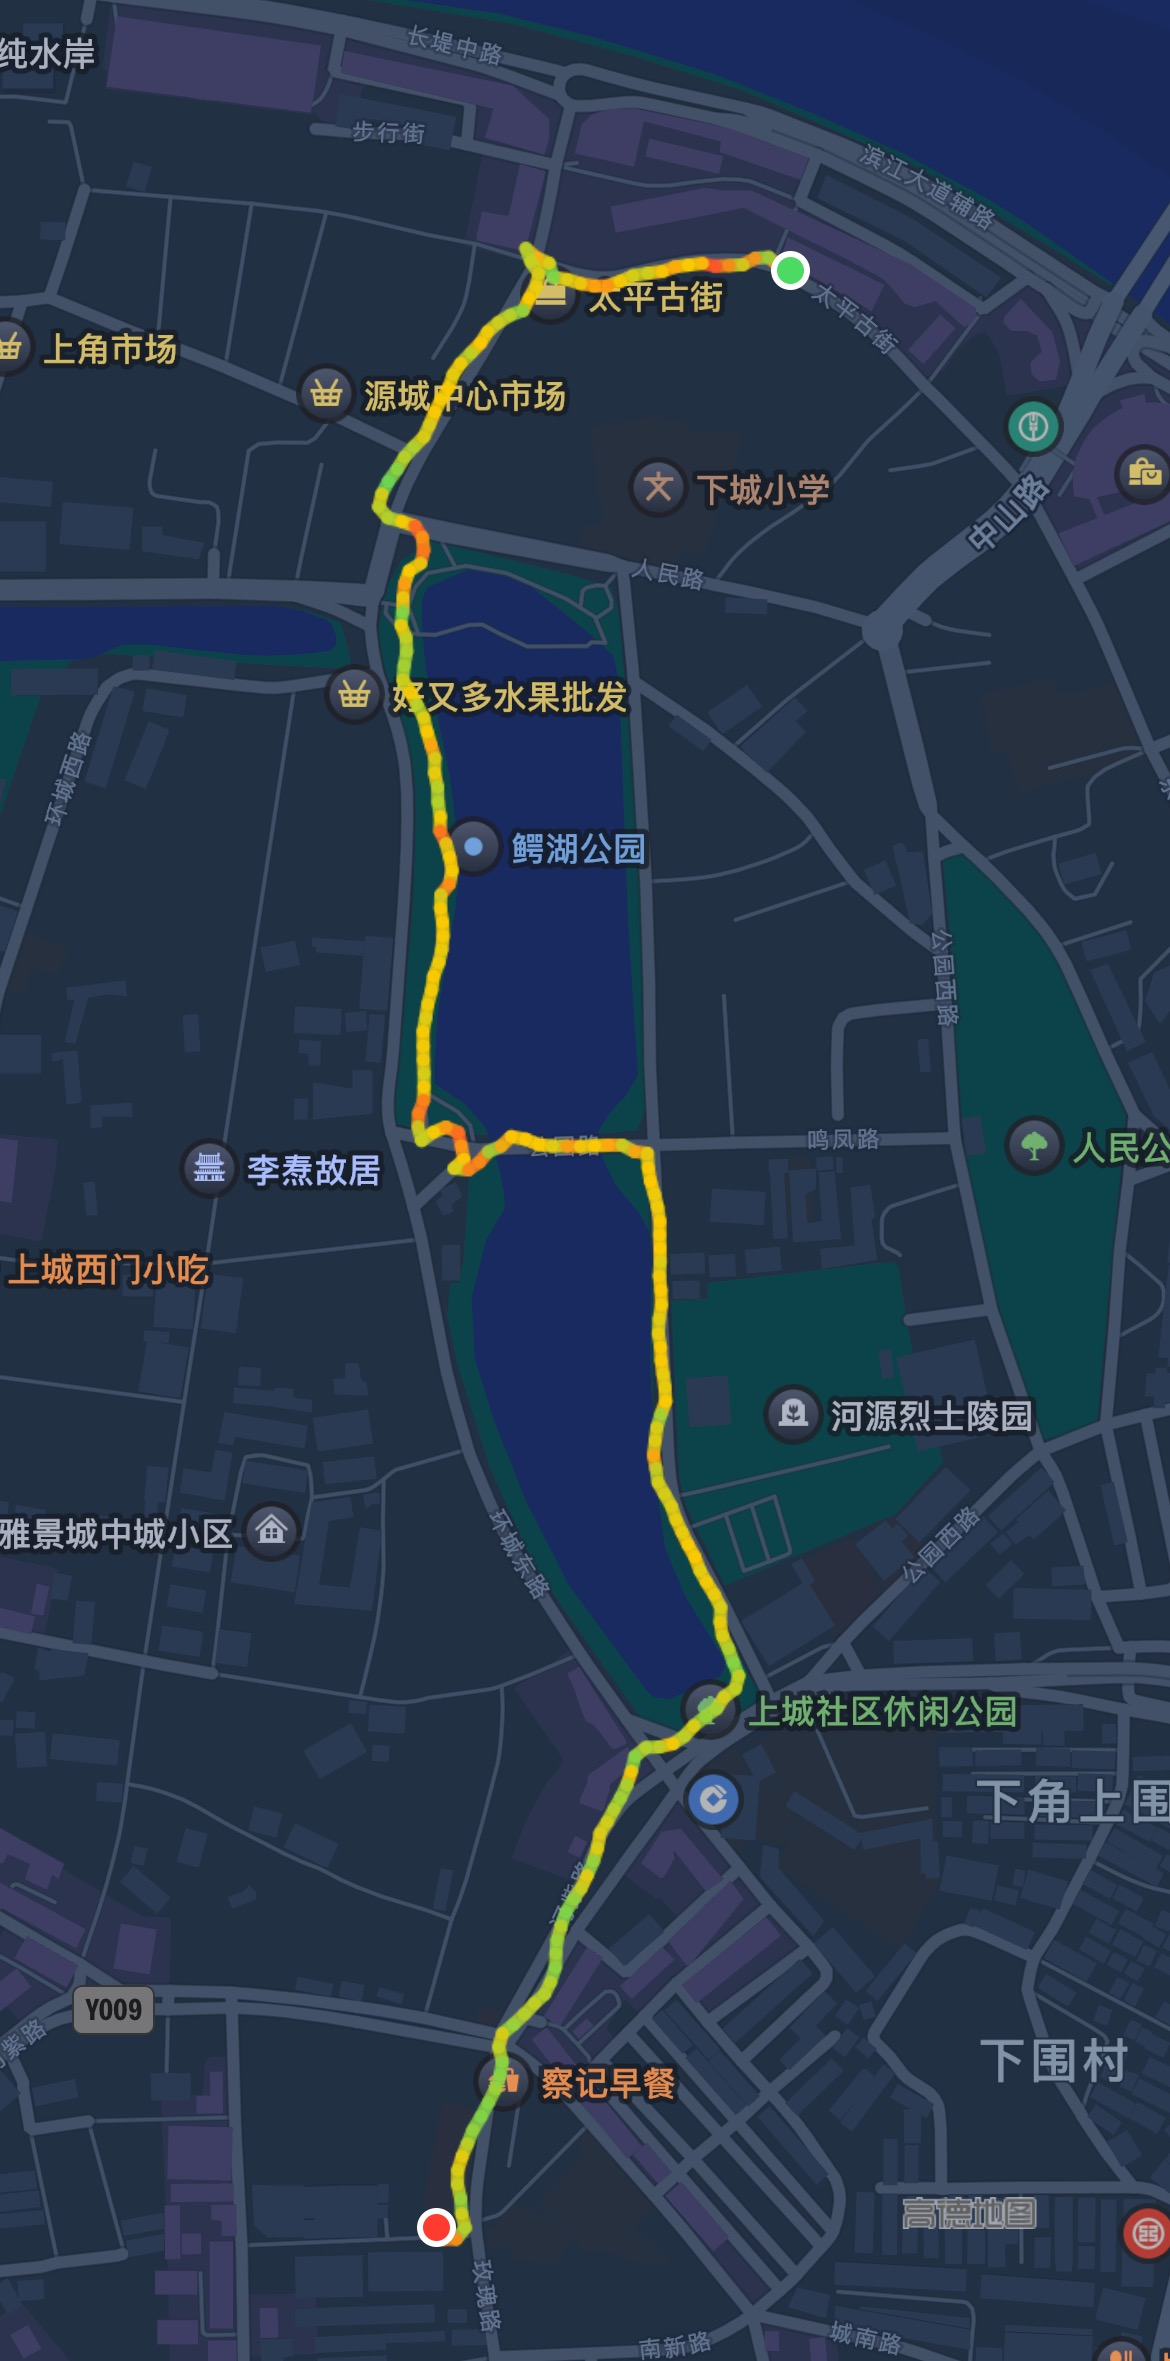 纯水岸
长堤中路
步行街
滨江大道辅路
太平古街
太平古街
上角市场
源城中心市场
下城小学
中山路
人民路
好又多水果批发
环城西路
鳄湖公园
公园西路
公园路
鸣凤路
人民公
李焘故居
上城西门小吃
河源烈士陵园
雅景城中城小区
环城东路
公园西路
上城社区休闲公园
下角上围
Y009
下围村
察记早餐
高德地图
玫瑰路
南新路
城南路